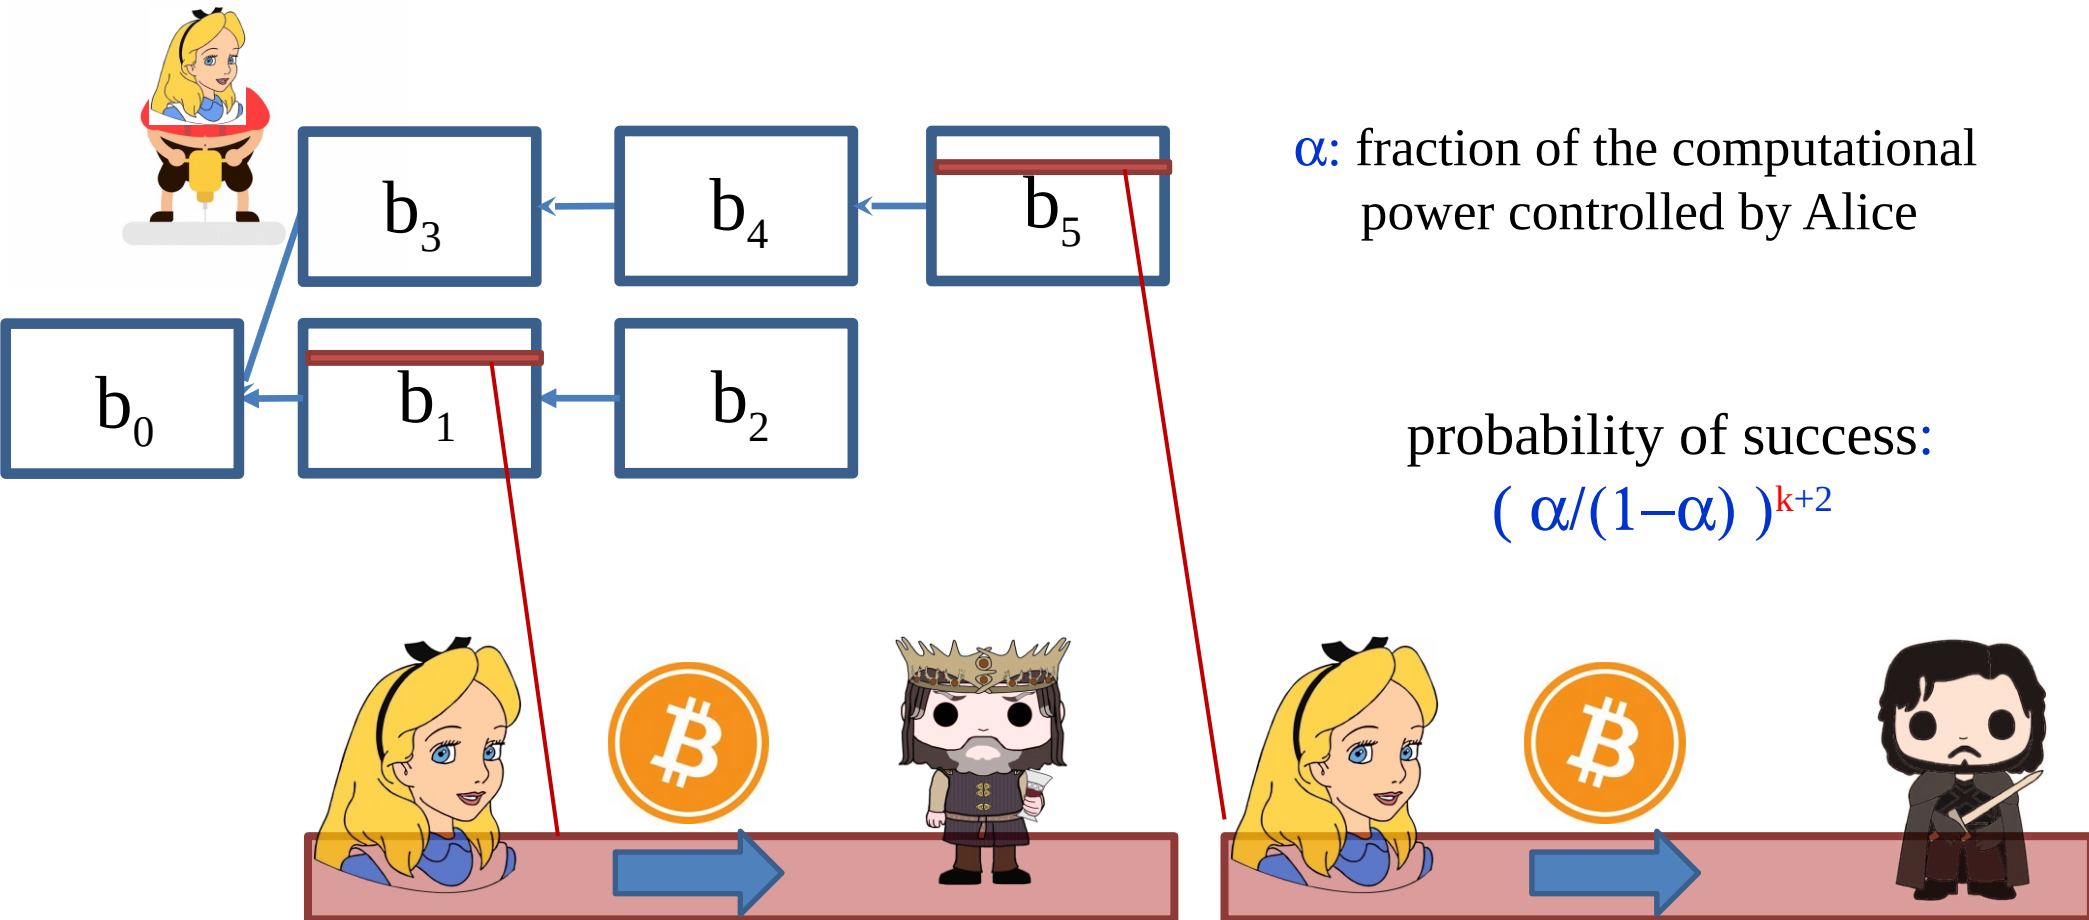 b3
b4
b5
α: fraction of the computational
power controlled by Alice
b0
b1
b2
probability of success:
( α/(1−α) )k+2